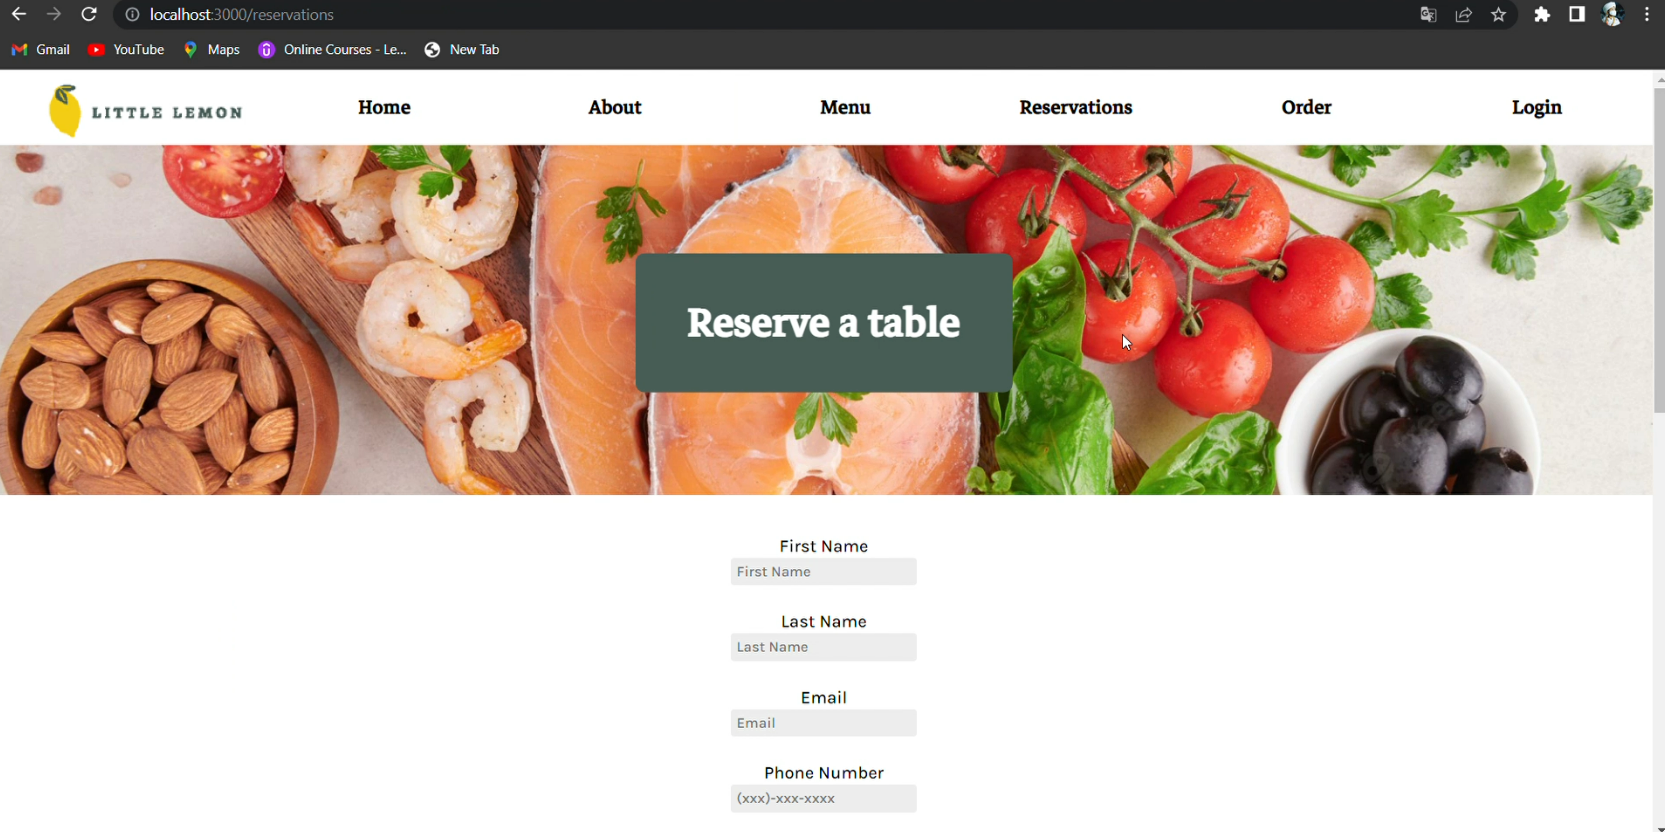 localhost:3000/reservations
Gmail YouTube Maps Online Courses - Le... New Tab
LITTLE LEMON Home About Menu Reservations Order Login
Reserve a table
First Name
First Name
Last Name
Last Name
Email
Email
Phone Number
(xxx)-xxx-xxxx